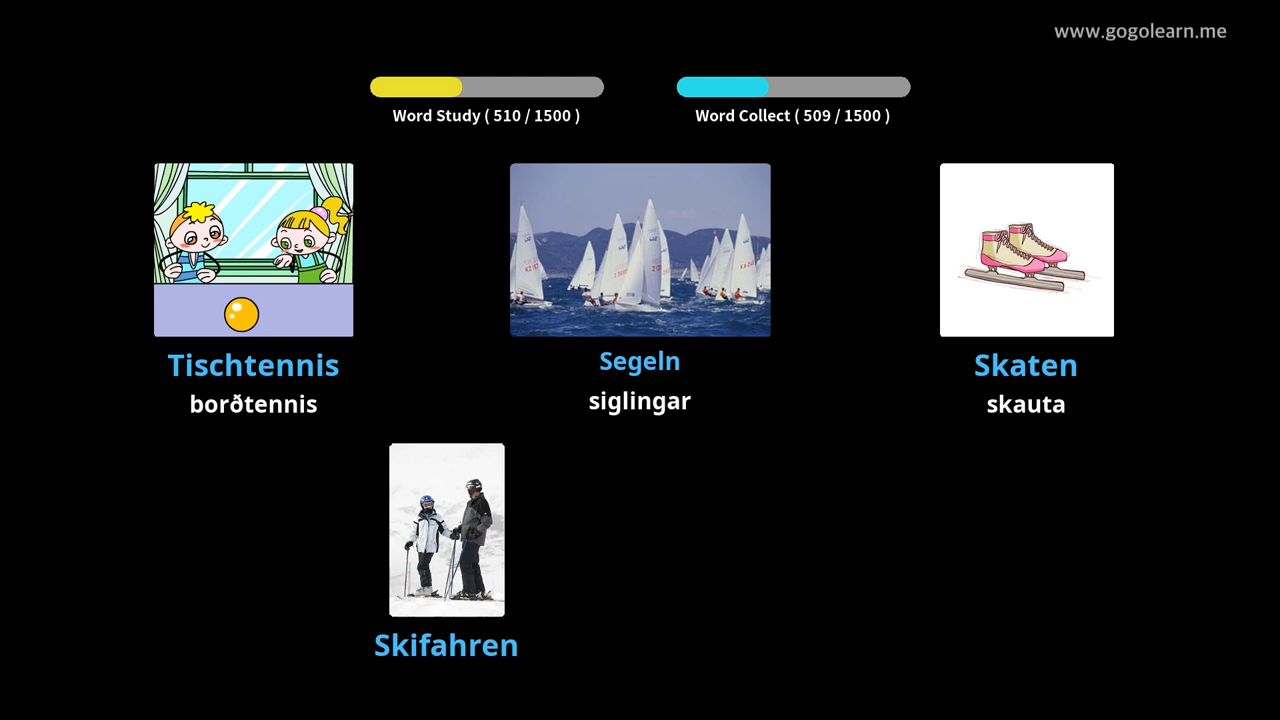 www.gogolearn.me
Word Study ( 510 / 1500 )
Word Collect ( 509 / 1500 )
Tischtennis
borðtennis
Segeln
siglingar
Skaten
skauta
Skifahren